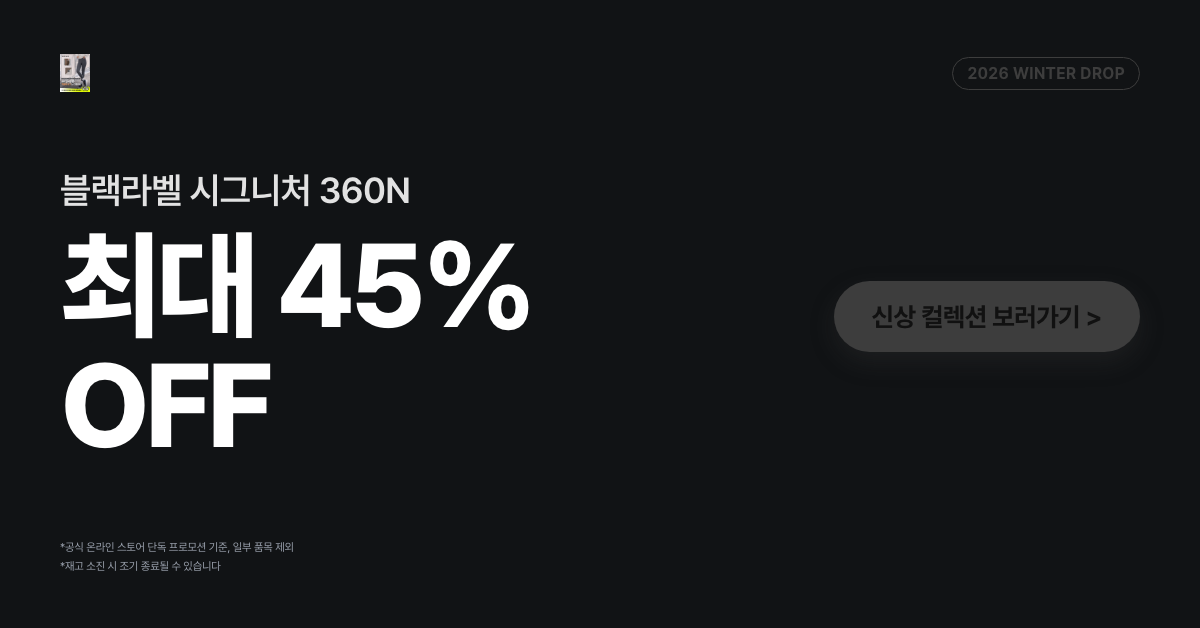 2026 WINTER DROP
블랙라벨 시그니처 360N
최대 45%
OFF
신상 컬렉션 보러가기 >
*공식 온라인 스토어 단독 프로모션 기준, 일부 품목 제외
*재고 소진 시 조기 종료될 수 있습니다